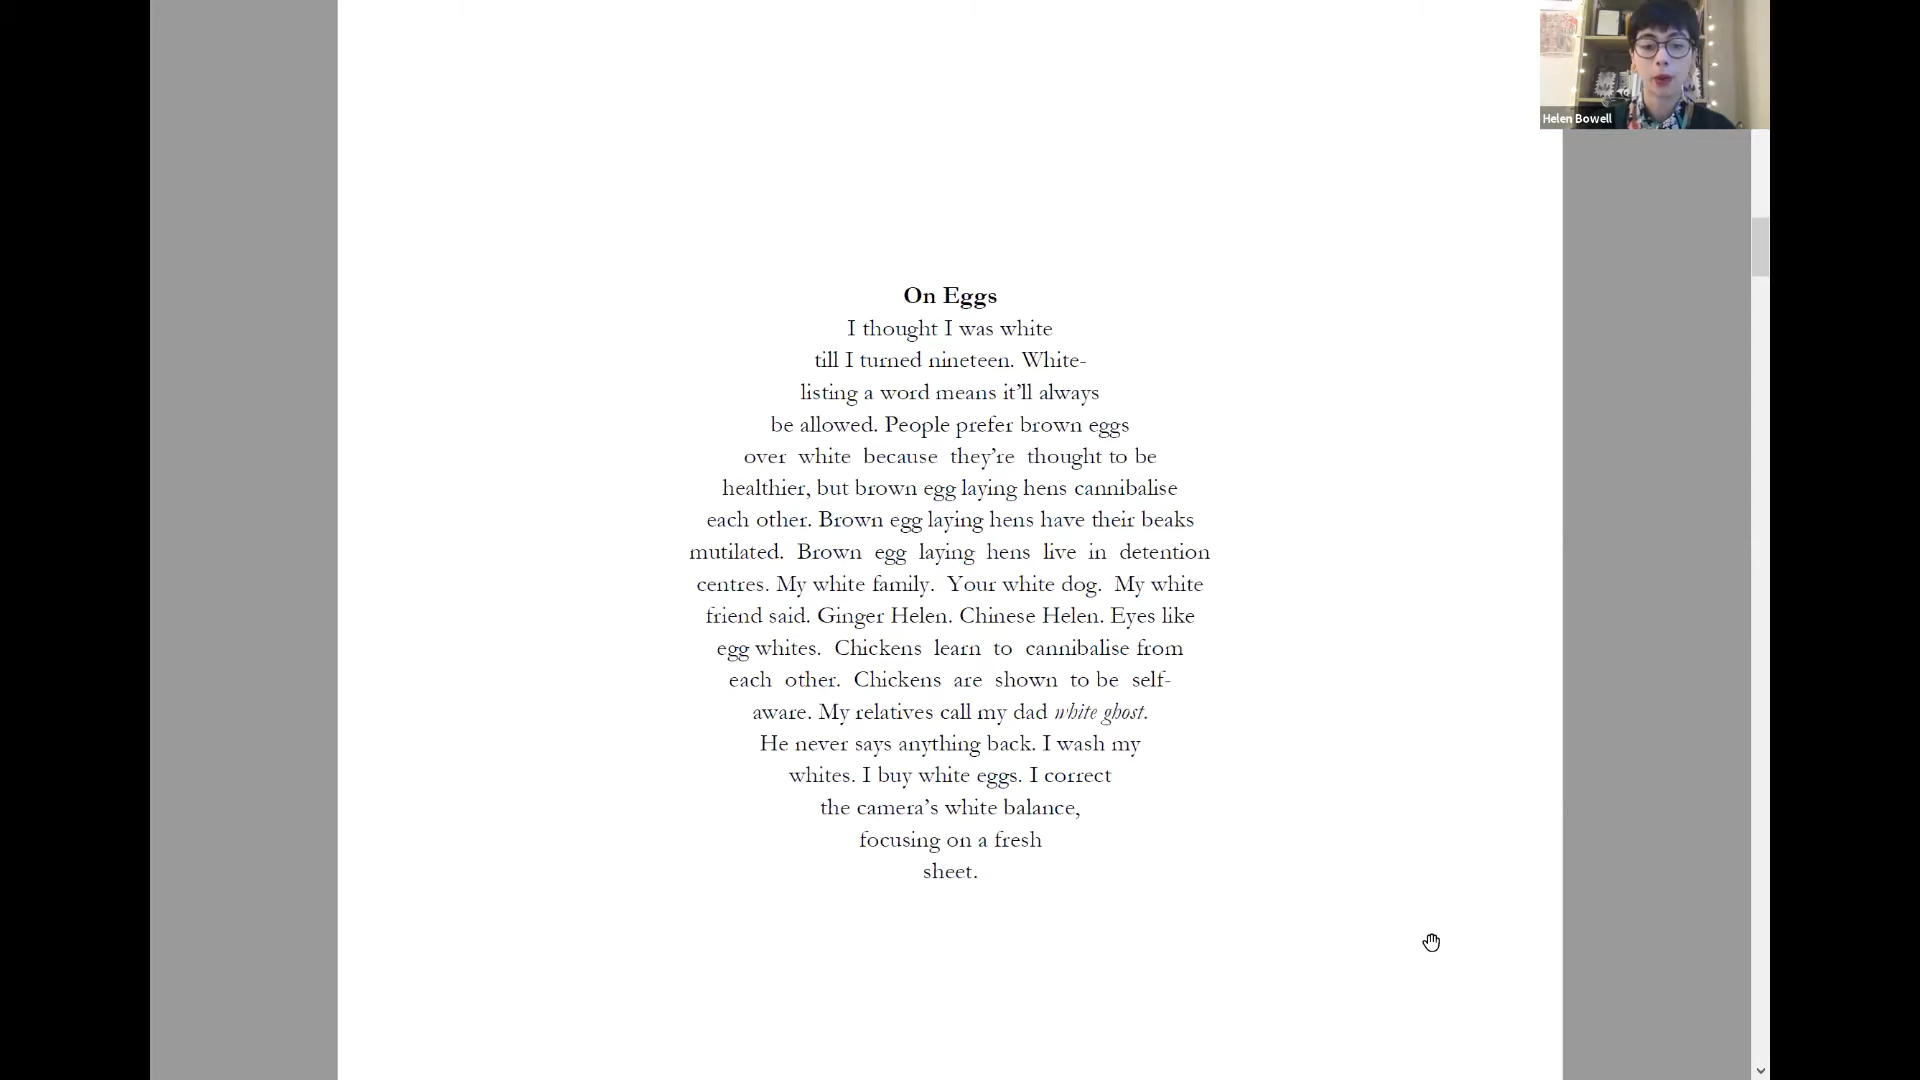 Helen Bowell
On Eggs
I thought I was white
till I turned nineteen. White-
listing a word means it’ll always
be allowed. People prefer brown eggs
over white because they’re thought to be
healthier, but brown egg laying hens cannibalise
each other. Brown egg laying hens have their beaks
mutilated. Brown egg laying hens live in detention
centres. My white family. Your white dog. My white
friend said. Ginger Helen. Chinese Helen. Eyes like
egg whites. Chickens learn to cannibalise from
each other. Chickens are shown to be self-
aware. My relatives call my dad white ghost.
He never says anything back. I wash my
whites. I buy white eggs. I correct
the camera’s white balance,
focusing on a fresh
sheet.